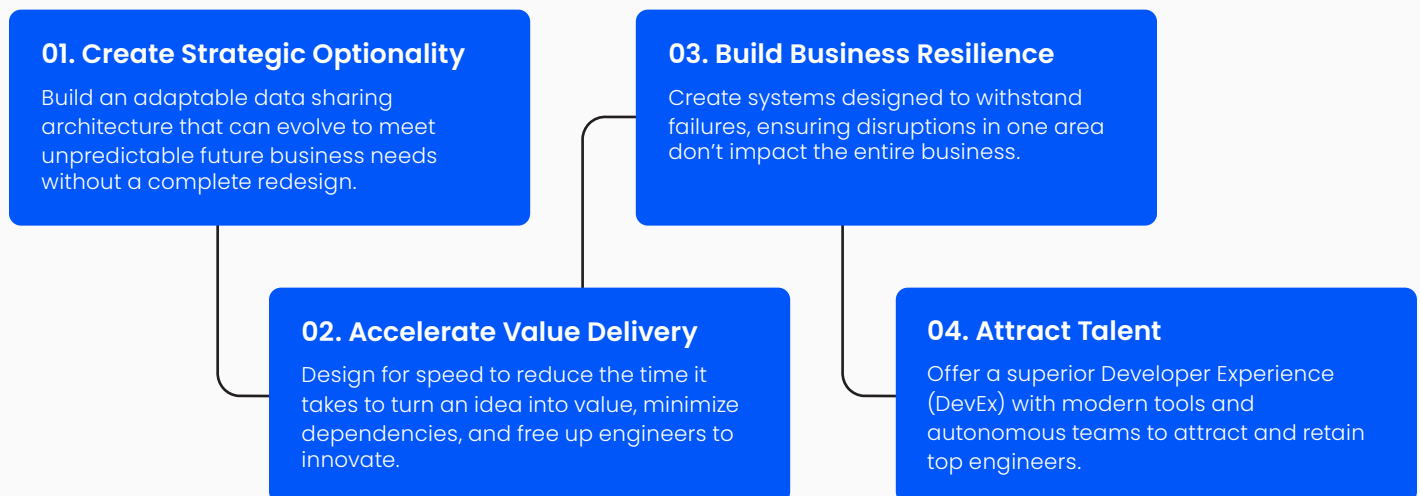 01. Create Strategic Optionality
Build an adaptable data sharing
architecture that can evolve to meet
unpredictable future business needs
without a complete redesign.
02. Accelerate Value Delivery
Design for speed to reduce the time it
takes to turn an idea into value, minimize
dependencies, and free up engineers to
innovate.
03. Build Business Resilience
Create systems designed to withstand
failures, ensuring disruptions in one area
don’t impact the entire business.
04. Attract Talent
Offer a superior Developer Experience
(DevEx) with modern tools and
autonomous teams to attract and retain
top engineers.